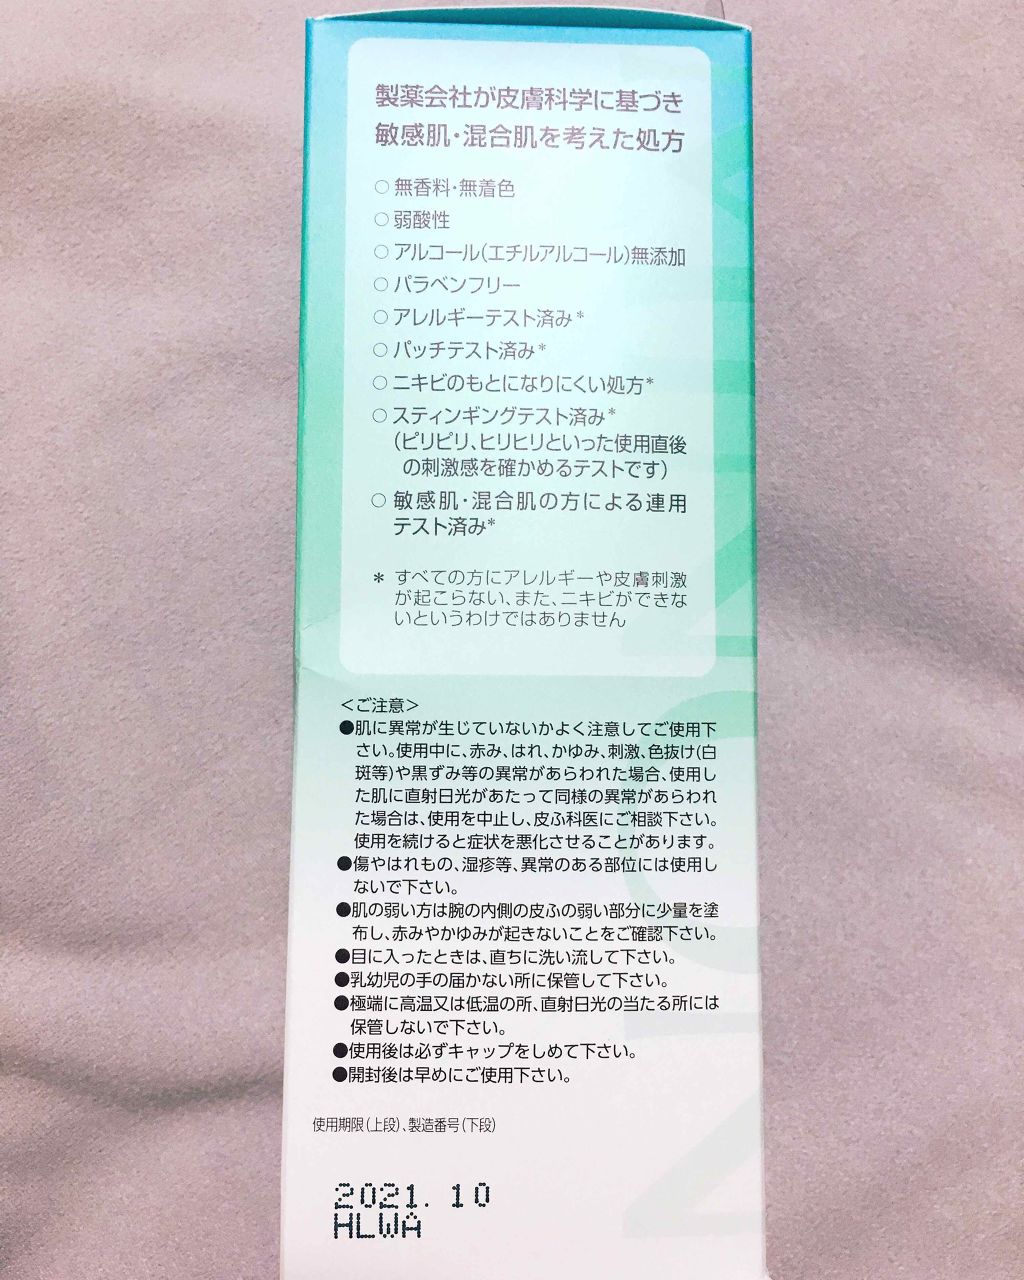 製薬会社が皮膚科学に基づき
敏感肌・混合肌を考えた処方
○無香料・無着色
○弱酸性
○アルコール(エチルアルコール)無添加
○パラベンフリー
○アレルギーテスト済み*
○パッチテスト済み*
○ニキビのもとになりにくい処方*
○スティンギングテスト済み*
(ピリピリ、ヒリヒリといった使用直後
の刺激感を確かめるテストです)
○敏感肌・混合肌の方による連用
テスト済み*
* すべての方にアレルギーや皮膚刺激
が起こらない、また、ニキビができな
いというわけではありません
<ご注意>
●肌に異常が生じていないかよく注意してご使用下
さい。使用中に、赤み、はれ、かゆみ、刺激、色抜け(白
斑等)や黒ずみ等の異常があらわれた場合、使用し
た肌に直射日光があたって同様の異常があらわれ
た場合は、使用を中止し、皮ふ科医にご相談下さい。
使用を続けると症状を悪化させることがあります。
●傷やはれもの、湿疹等、異常のある部位には使用し
ないで下さい。
●肌の弱い方は腕の内側の皮ふの弱い部分に少量を塗
布し、赤みやかゆみが起きないことをご確認下さい。
●目に入ったときは、直ちに洗い流して下さい。
●乳幼児の手の届かない所に保管して下さい。
●極端に高温又は低温の所、直射日光の当たる所には
保管しないで下さい。
●使用後は必ずキャップをしめて下さい。
●開封後は早めにご使用下さい。
使用期限(上段)、製造番号(下段)
2021.10
HLWA